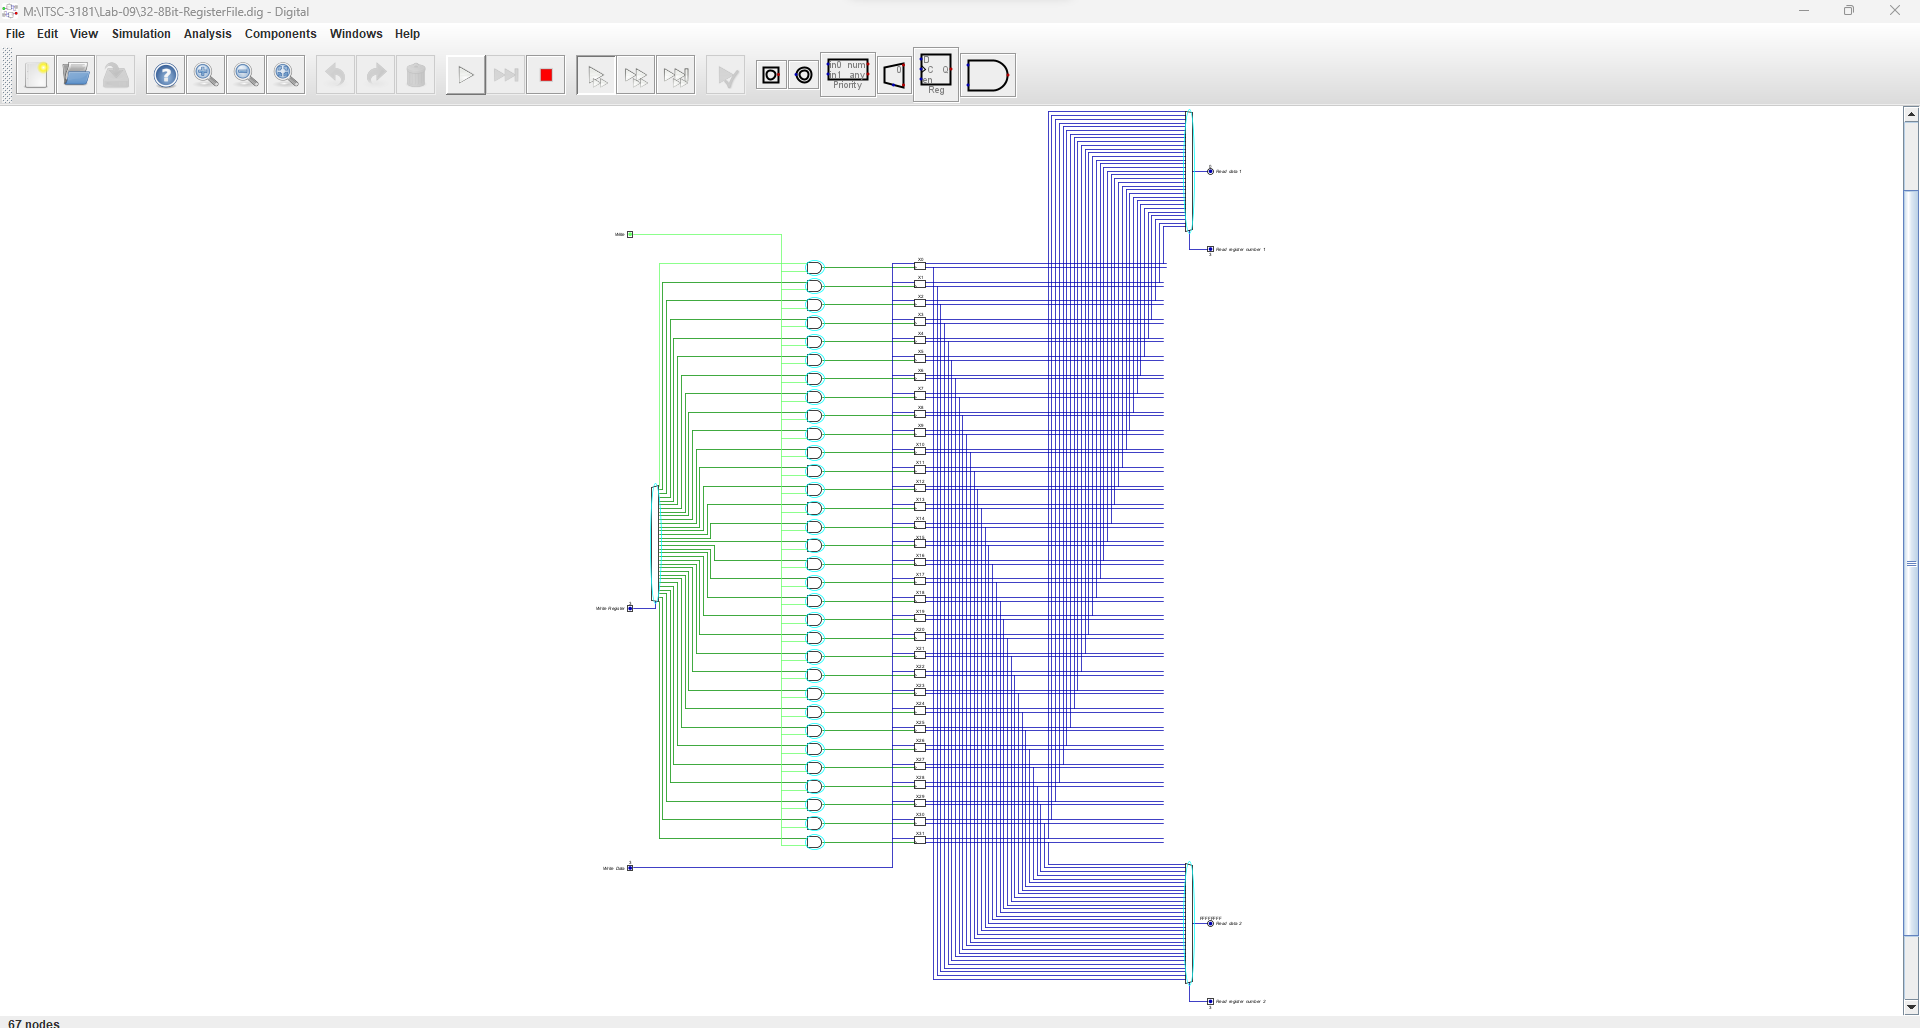 M:\ITSC-3181\Lab-09\32-8Bit-RegisterFile.dig - Digital
File Edit View Simulation Analysis Components Windows Help
in0 num
in1 any
Priority
0
D
C Q
en
Reg
Read data 1
Write
Read register number 1
X0
X1
X2
X3
X4
X5
X6
X7
X8
X9
X10
X11
X12
X13
X14
X15
X16
X17
X18
X19
X20
X21
X22
X23
X24
X25
X26
X27
X28
X29
X30
X31
Write Register
Write Data
FFFFFFFF
Read data 2
Read register number 2
67 nodes